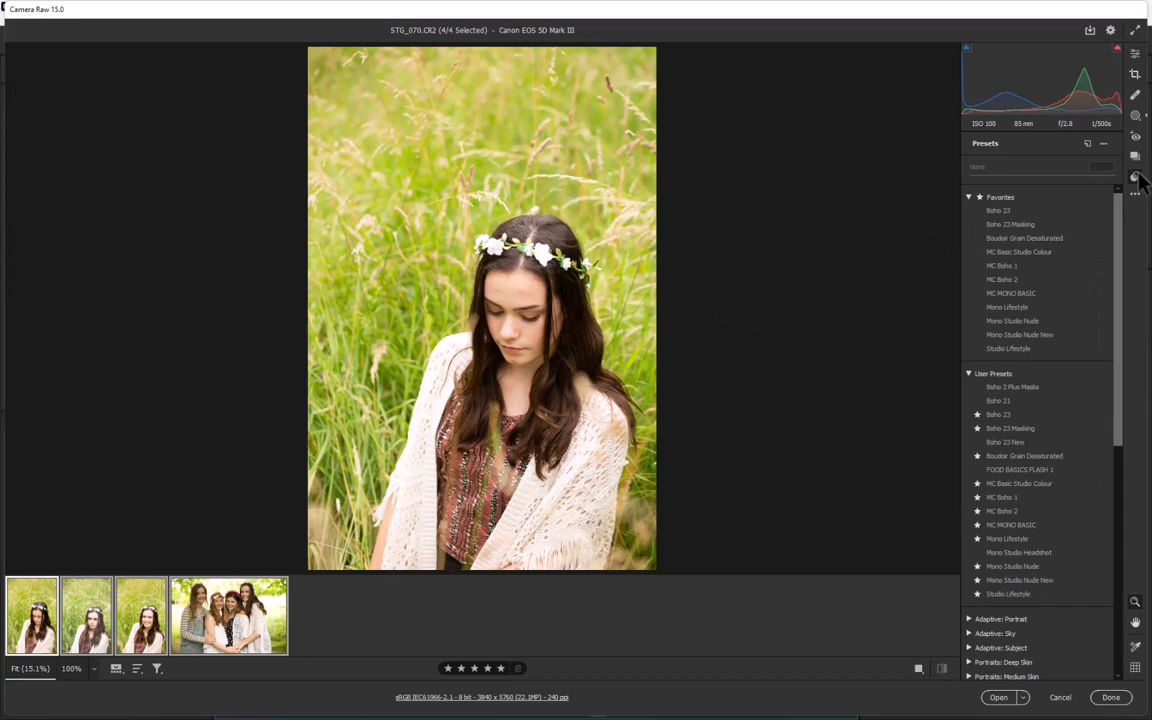 Camera Raw 15.0
STG_070.CR2 (4/4 Selected) - Canon EOS 5D Mark III
ISO 100 85 mm f/2.8 1/500s
Presets
None
Favorites
Boho 23
Boho 23 Masking
Boudoir Grain Desaturated
MC Basic Studio Colour
MC Boho 1
MC Boho 2
MC MONO BASIC
Mono Lifestyle
Mono Studio Nude
Mono Studio Nude New
Studio Lifestyle
User Presets
Boho 2 Plus Masks
Boho 21
Boho 23
Boho 23 Masking
Boho 23 New
Boudoir Grain Desaturated
FOOD BASICS FLASH 1
MC Basic Studio Colour
MC Boho 1
MC Boho 2
MC MONO BASIC
Mono Lifestyle
Mono Studio Headshot
Mono Studio Nude
Mono Studio Nude New
Studio Lifestyle
Adaptive: Portrait
Adaptive: Sky
Adaptive: Subject
Portraits: Deep Skin
Portraits: Medium Skin
Fit (15.1%) 100%
sRGB IEC61966-2.1 - 8 bit - 3840 x 5760 (22.1MP) - 240 ppi
Open Cancel Done